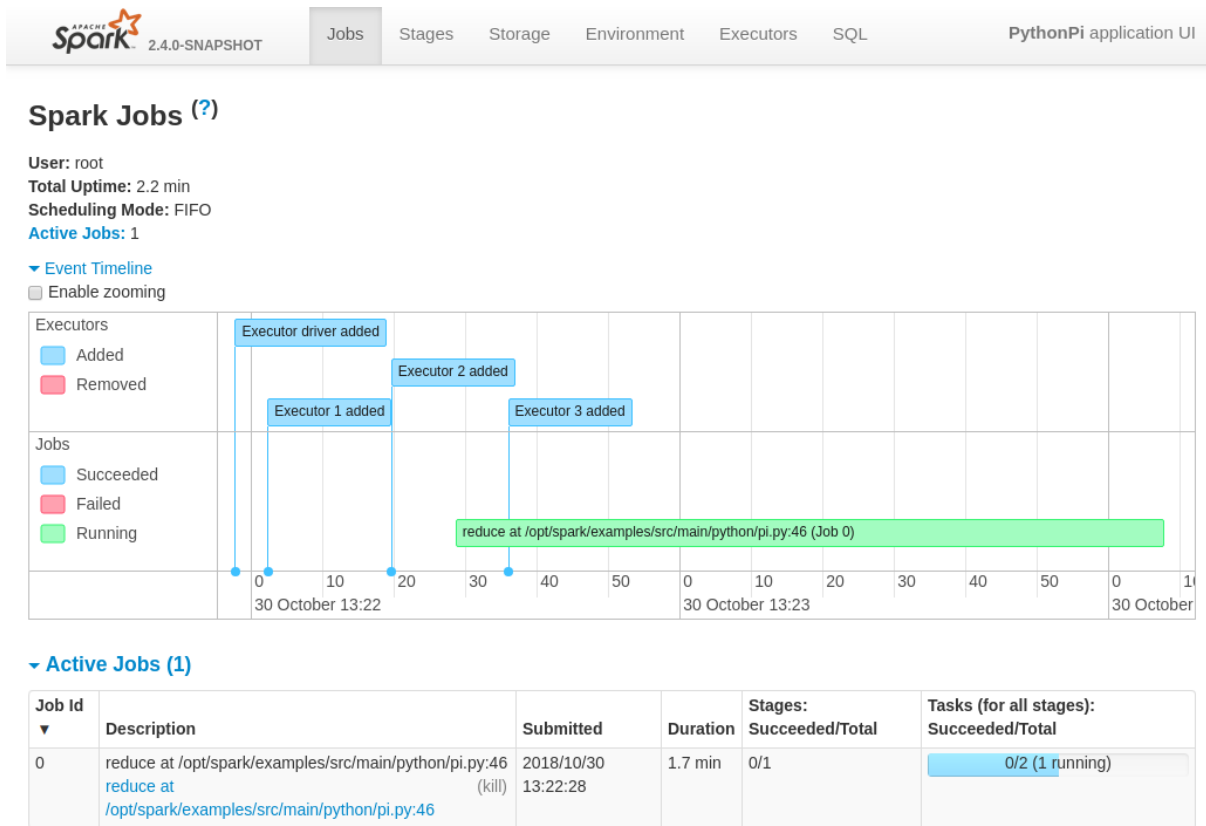 APACHE
Spark 2.4.0-SNAPSHOT Jobs Stages Storage Environment Executors SQL PythonPi application UI
Spark Jobs (?)
User: root
Total Uptime: 2.2 min
Scheduling Mode: FIFO
Active Jobs: 1
Event Timeline
Enable zooming
Executors
Added
Removed
Executor driver added
Executor 2 added
Executor 1 added
Executor 3 added
Jobs
Succeeded
Failed
Running
reduce at /opt/spark/examples/src/main/python/pi.py:46 (Job 0)
0 10 20 30 40 50 0 10 20 30 40 50 0
30 October 13:22 30 October 13:23 30 October
Active Jobs (1)
Job Id ▼ Description Submitted Duration Stages: Succeeded/Total Tasks (for all stages): Succeeded/Total
0 reduce at /opt/spark/examples/src/main/python/pi.py:46 2018/10/30 1.7 min 0/1 0/2 (1 running)
reduce at (kill) 13:22:28
/opt/spark/examples/src/main/python/pi.py:46